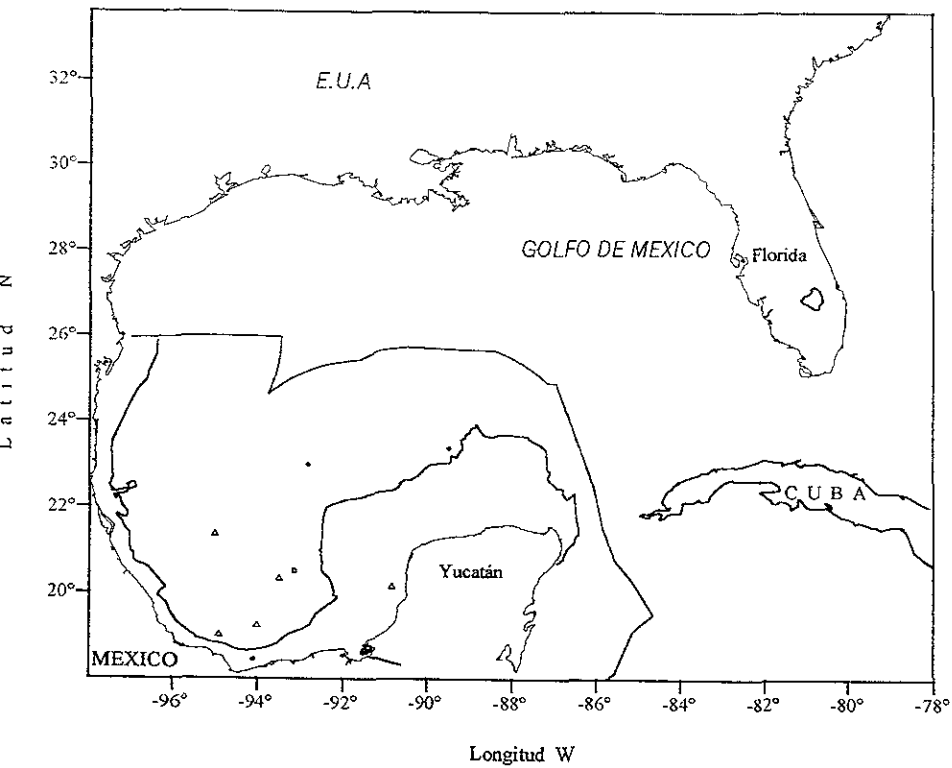 32°
30°
28°
26°
24°
22°
20°
Latitud N
E.U.A
GOLFO DE MEXICO
Florida
CUBA
Yucatán
MEXICO
-96° -94° -92° -90° -88° -86° -84° -82° -80° -78°
Longitud W